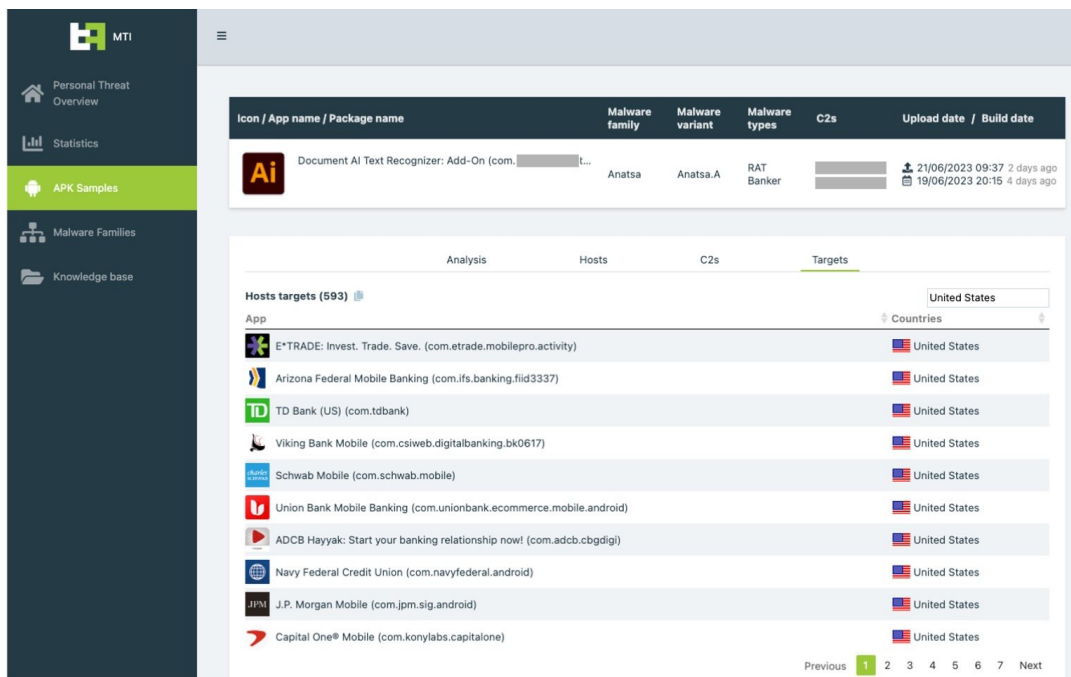 MTI
Personal Threat
Overview
Statistics
APK Samples
Malware Families
Knowledge base
Icon / App name / Package name
Malware
family
Malware
variant
Malware
types
C2s
Upload date / Build date
Ai
Document AI Text Recognizer: Add-On (com. t...
Anatsa
Anatsa.A
RAT
Banker
21/06/2023 09:37 2 days ago
19/06/2023 20:15 4 days ago
Analysis Hosts C2s Targets
Hosts targets (593)
United States
App Countries
E*TRADE: Invest. Trade. Save. (com.etrade.mobilepro.activity) United States
Arizona Federal Mobile Banking (com.ifs.banking.fiid3337) United States
TD TD Bank (US) (com.tdbank) United States
Viking Bank Mobile (com.csiweb.digitalbanking.bk0617) United States
charles schwab Schwab Mobile (com.schwab.mobile) United States
Union Bank Mobile Banking (com.unionbank.ecommerce.mobile.android) United States
ADCB Hayyak: Start your banking relationship now! (com.adcb.cbgdigi) United States
Navy Federal Credit Union (com.navyfederal.android) United States
JPM J.P. Morgan Mobile (com.jpm.sig.android) United States
Capital One® Mobile (com.konylabs.capitalone) United States
Previous 1 2 3 4 5 6 7 Next